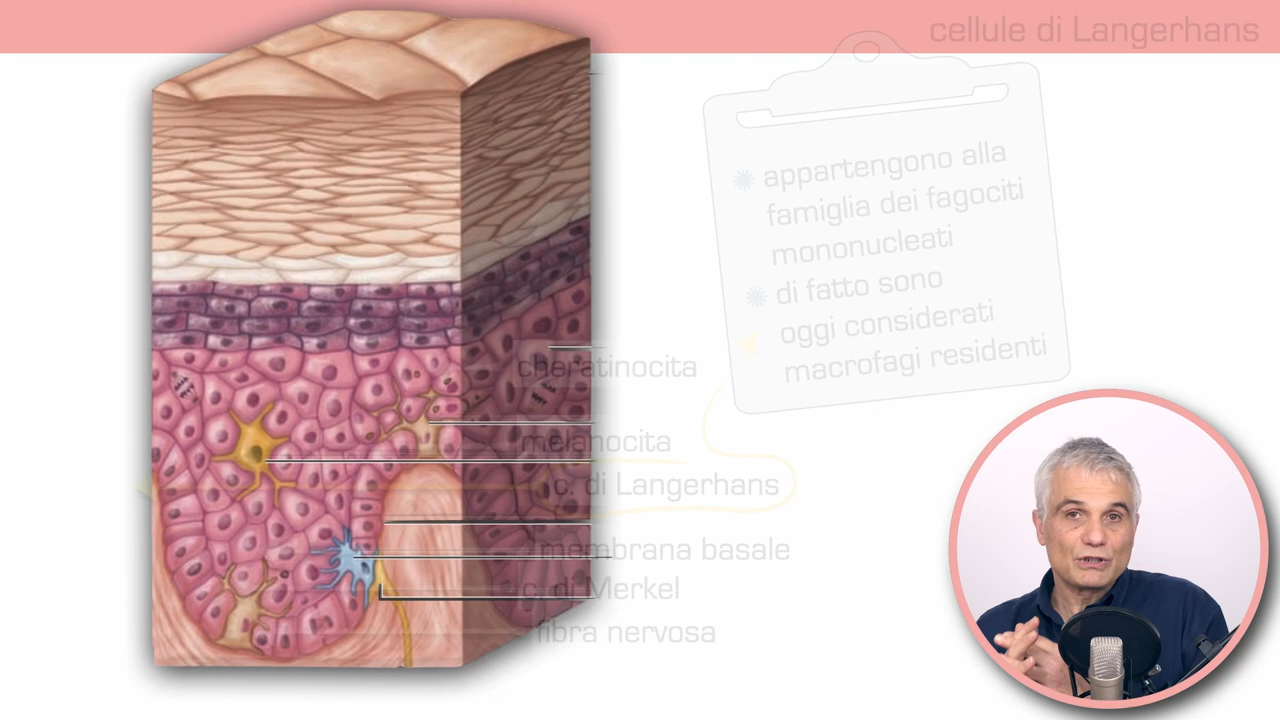 cellule di Langerhans
appartengono alla
famiglia dei fagociti
mononucleati
di fatto sono
oggi considerati
macrofagi residenti
cheratinocita
melanocita
c. di Langerhans
membrana basale
c. di Merkel
fibra nervosa